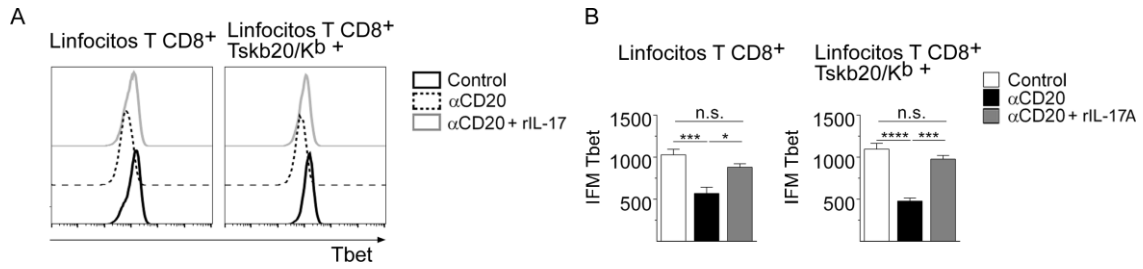 A
Linfocitos T CD8+
Linfocitos T CD8+
Tskb20/Kb +
Control
αCD20
αCD20 + rIL-17
Tbet
B
Linfocitos T CD8+
Linfocitos T CD8+
Tskb20/Kb +
Control
αCD20
αCD20 + rIL-17A
IFM Tbet
1500
1000
500
n.s.
***
*
IFM Tbet
1500
1000
500
n.s.
****
***